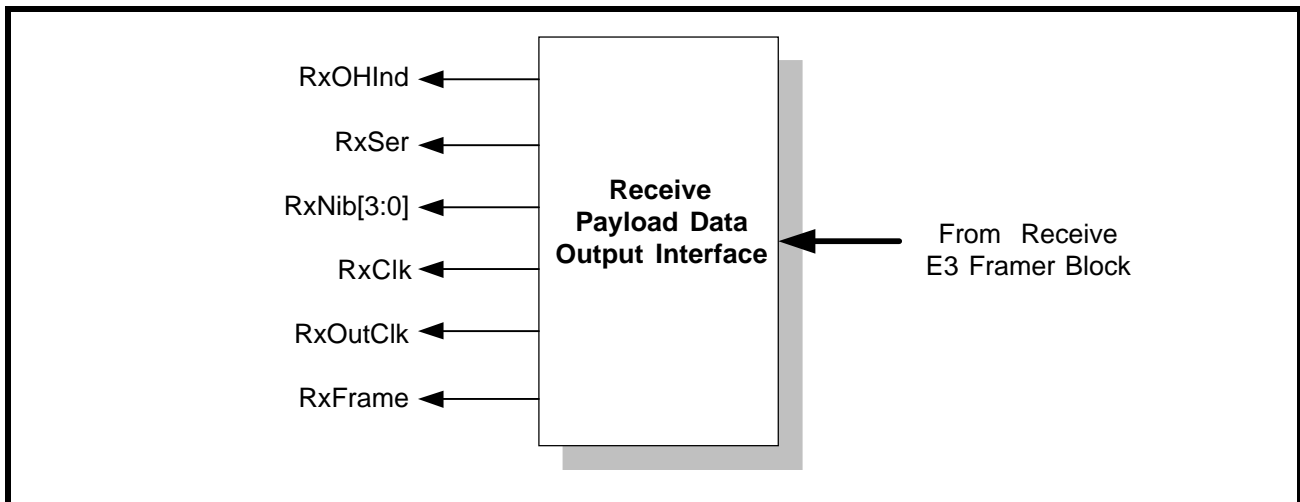 RxOHInd
RxSer
RxNib[3:0]
RxClk
RxOutClk
RxFrame
Receive
Payload Data
Output Interface
From Receive
E3 Framer Block